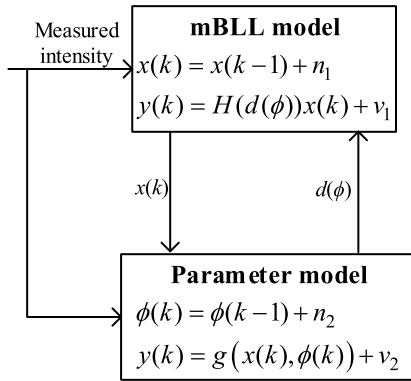 Measured
intensity
mBLL model
x(k) = x(k−1) + n₁
y(k) = H(d(ϕ))x(k) + v₁
x(k)
d(ϕ)
Parameter model
ϕ(k) = ϕ(k−1) + n₂
y(k) = g(x(k), ϕ(k)) + v₂